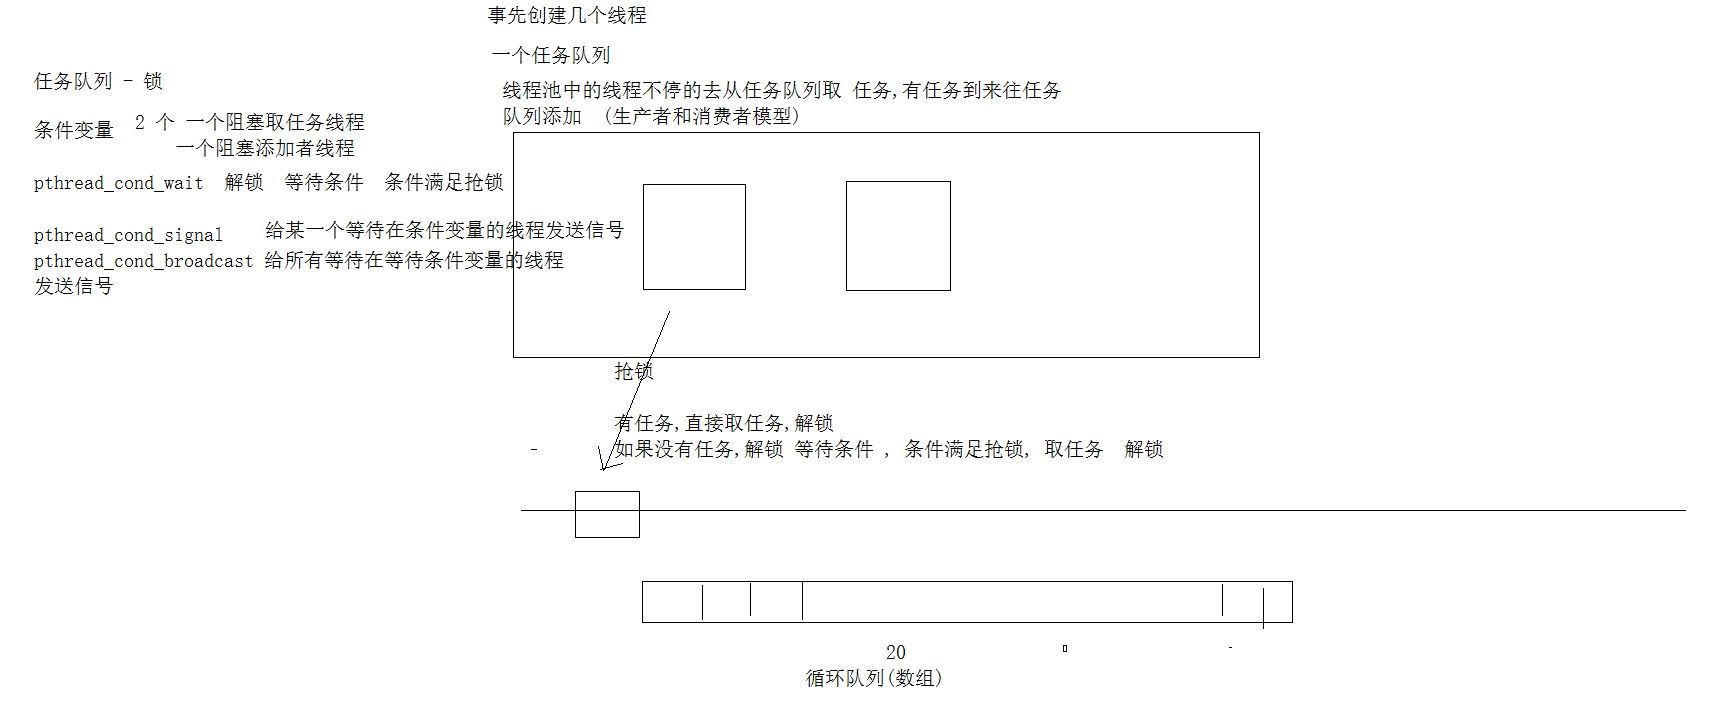 事先创建几个线程
一个任务队列
线程池中的线程不停的去从任务队列取 任务,有任务到来往任务
队列添加 (生产者和消费者模型)
任务队列 - 锁
条件变量 2 个 一个阻塞取任务线程
一个阻塞添加者线程
pthread_cond_wait 解锁 等待条件 条件满足抢锁
pthread_cond_signal 给某一个等待在条件变量的线程发送信号
pthread_cond_broadcast 给所有等待在等待条件变量的线程
发送信号
抢锁
有任务,直接取任务,解锁
如果没有任务,解锁 等待条件 , 条件满足抢锁, 取任务 解锁
20
循环队列(数组)